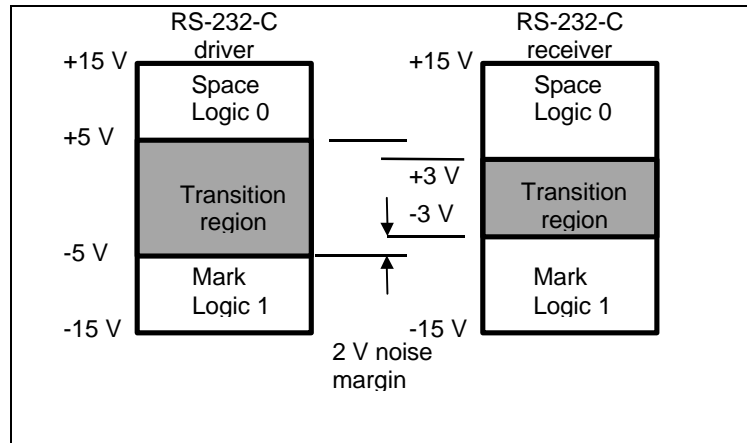 RS-232-C
driver
+15 V
Space
Logic 0
+5 V
Transition
region
-5 V
Mark
Logic 1
-15 V
+3 V
-3 V
2 V noise
margin
RS-232-C
receiver
+15 V
Space
Logic 0
Transition
region
Mark
Logic 1
-15 V